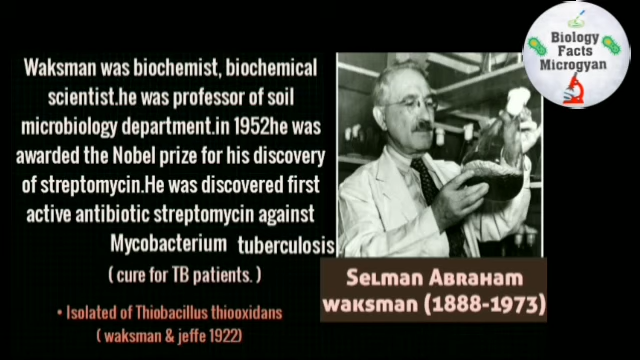 Waksman was biochemist, biochemical
scientist.he was professor of soil
microbiology department.in 1952he was
awarded the Nobel prize for his discovery
of streptomycin.He was discovered first
active antibiotic streptomycin against
Mycobacterium tuberculosis
( cure for TB patients. )
• Isolated of Thiobacillus thiooxidans
( waksman & jeffe 1922)
Biology
Facts
Microgyan
Selman Abraham
waksman (1888-1973)